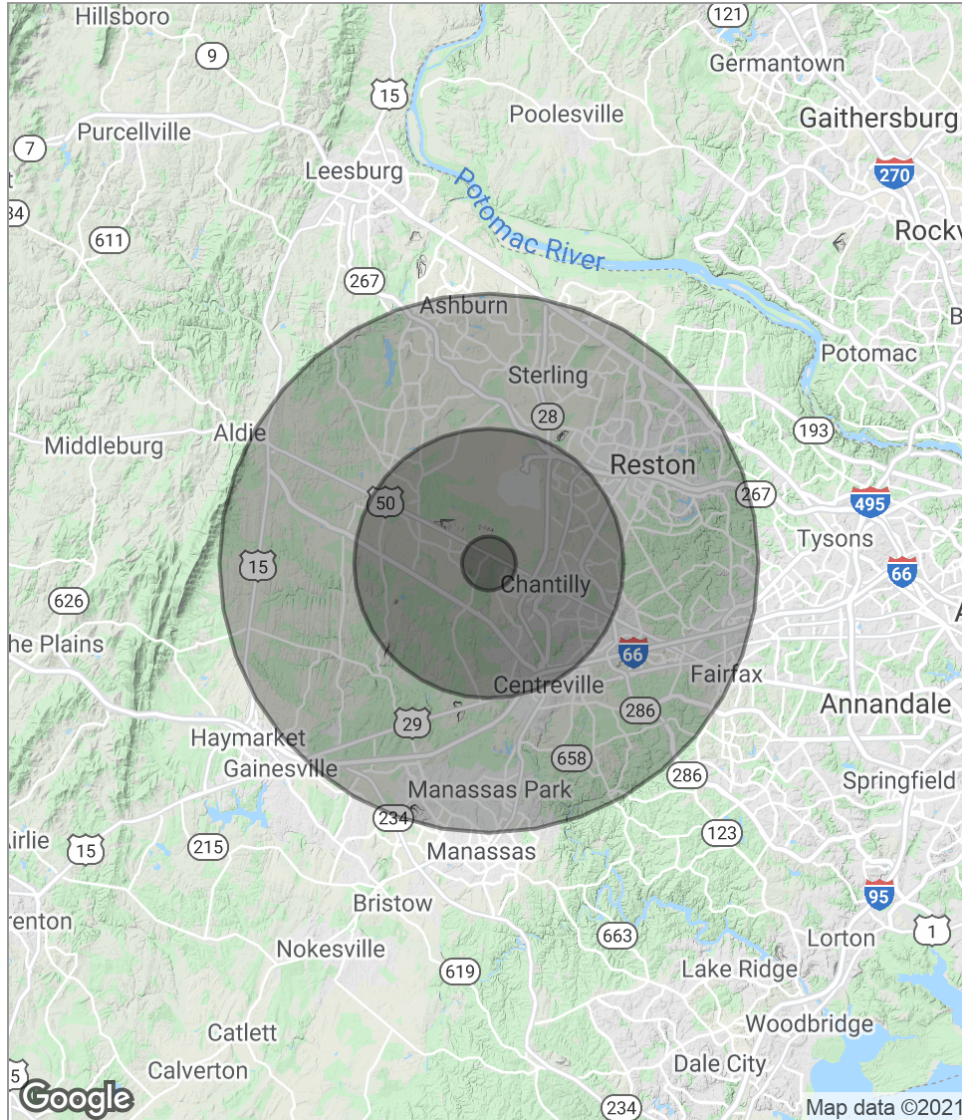 Hillsboro
121
9
Germantown
15
Poolesville
Gaithersburg
Purcellville
7
Leesburg
270
Potomac River
611
Rockv
267
Ashburn
Potomac
Sterling
28
193
Aldie
Middleburg
Reston
50
267
495
Tysons
15
66
Chantilly
626
he Plains
66
Centreville
Fairfax
286
Annandale
29
Haymarket
658
Gainesville
286
Springfield
Manassas Park
234
123
Airlie
15
215
Manassas
95
Bristow
renton
663
1
Nokesville
Lorton
619
Lake Ridge
Catlett
Woodbridge
Dale City
Calverton
Google
234
Map data ©2021